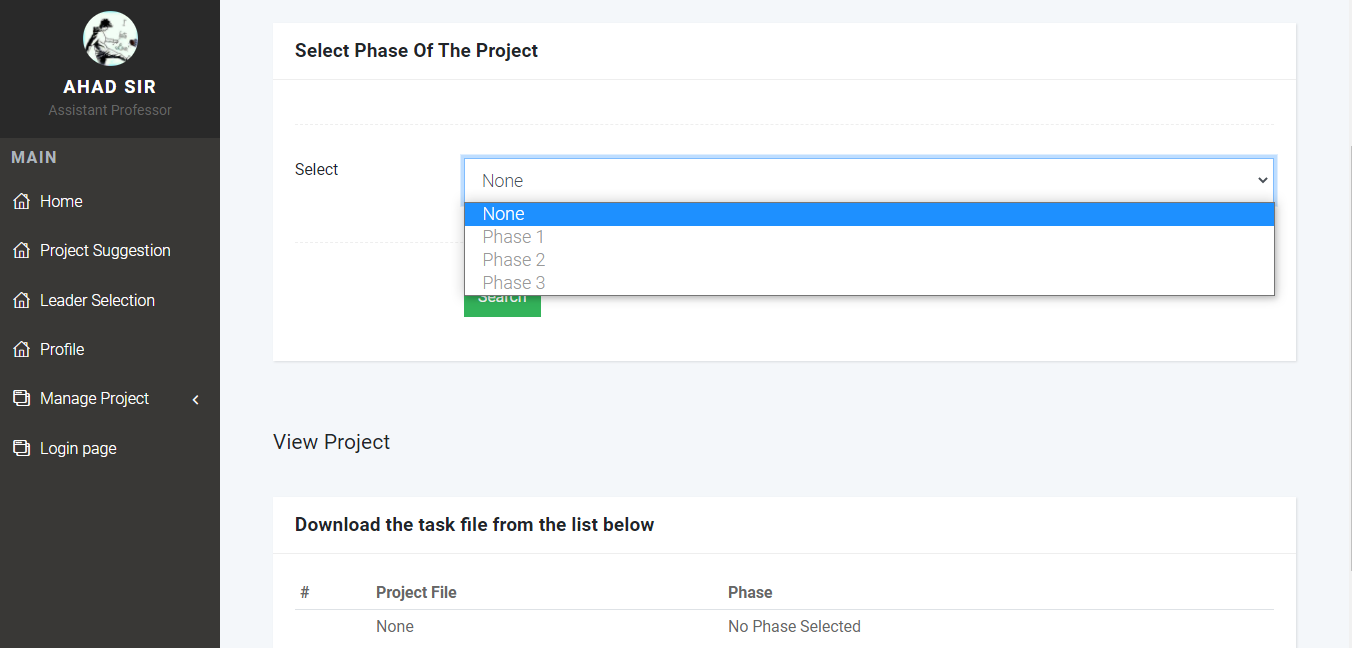 AHAD SIR
Assistant Professor
MAIN
Home
Project Suggestion
Leader Selection
Profile
Manage Project
Login page
Select Phase Of The Project
Select
None
None
Phase 1
Phase 2
Phase 3
Search
View Project
Download the task file from the list below
# Project File Phase
None No Phase Selected